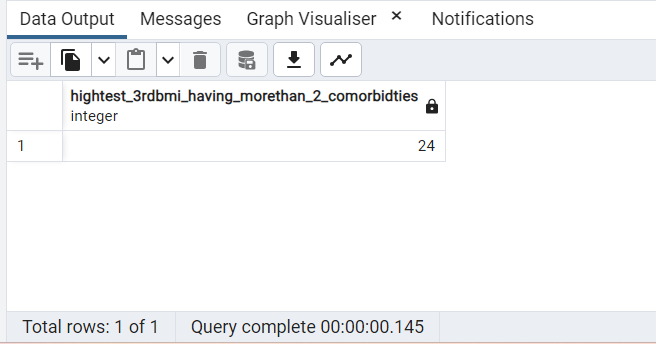 Data Output Messages Graph Visualiser × Notifications
hightest_3rdbmi_having_morethan_2_comorbidties
integer
1 24
Total rows: 1 of 1 Query complete 00:00:00.145